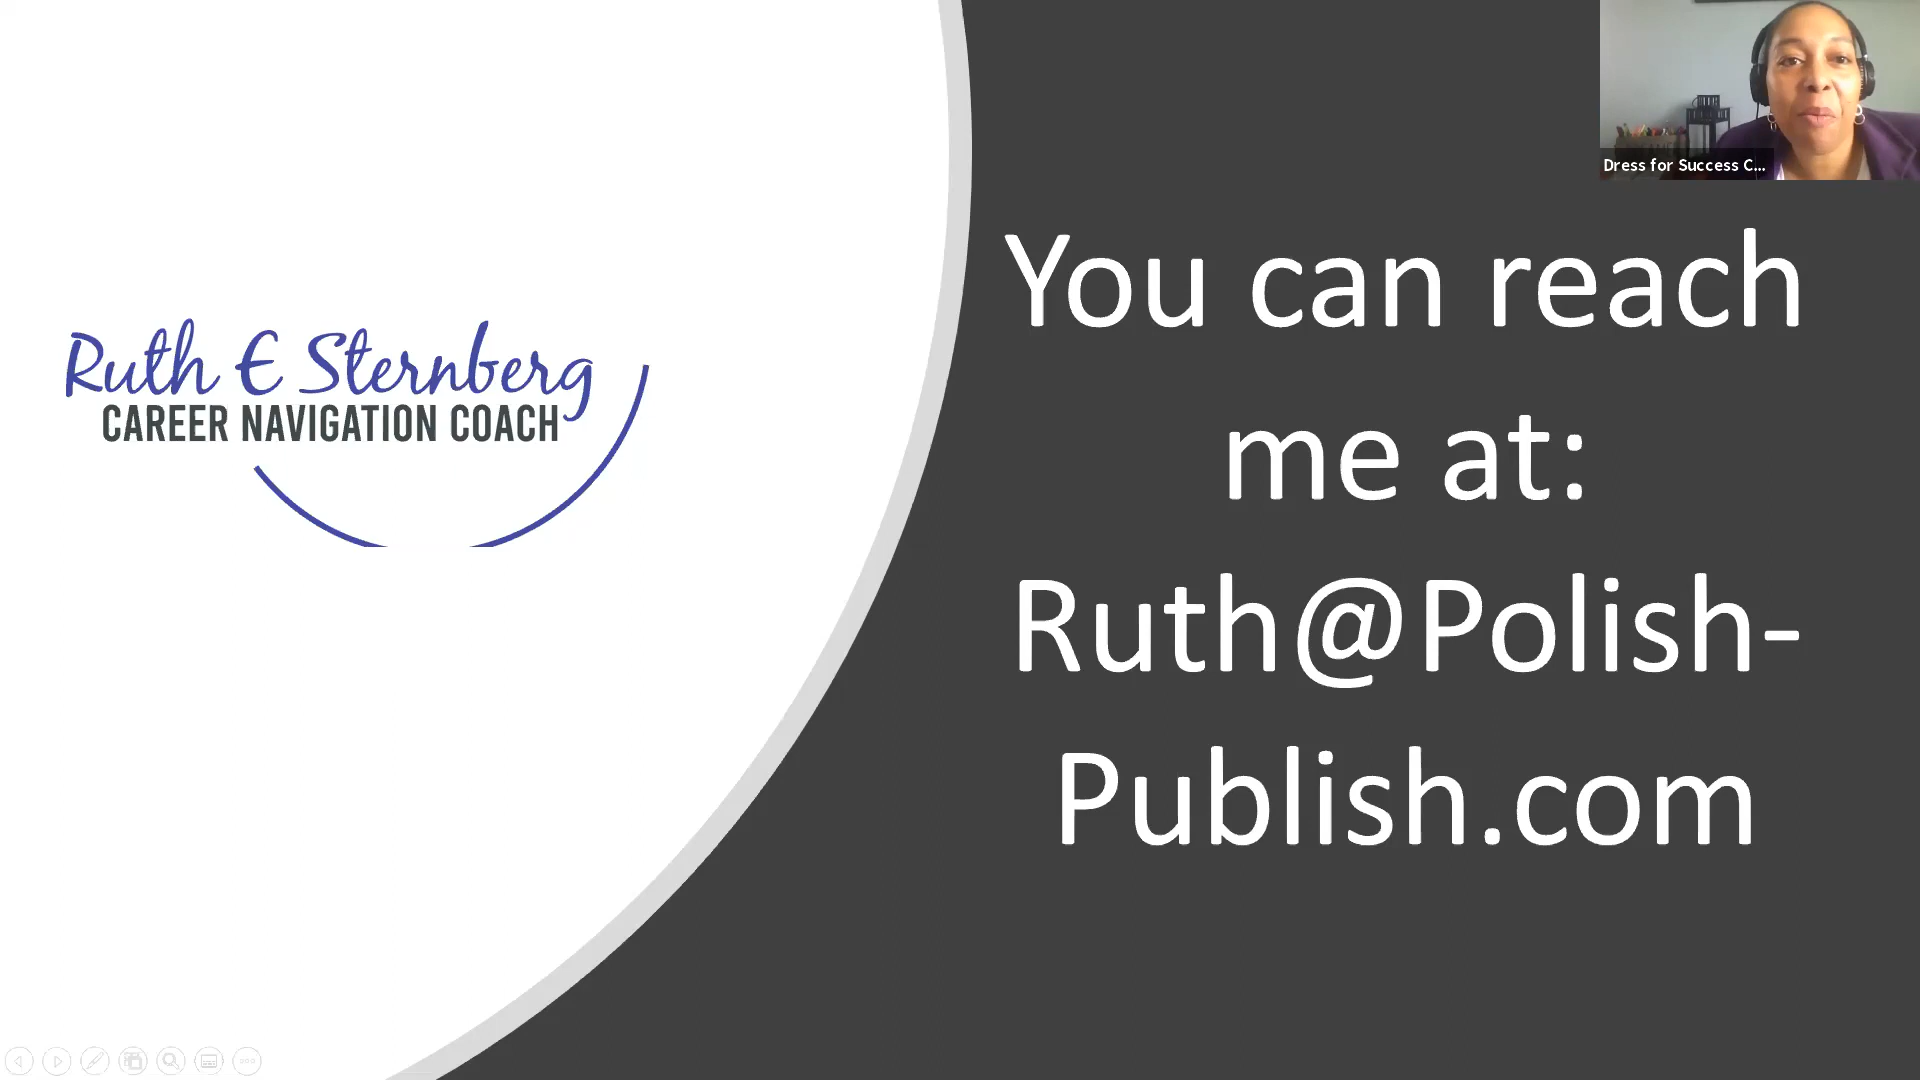 Dress for Success C...
You can reach
me at:
Ruth@Polish-
Publish.com
Ruth E Sternberg
CAREER NAVIGATION COACH